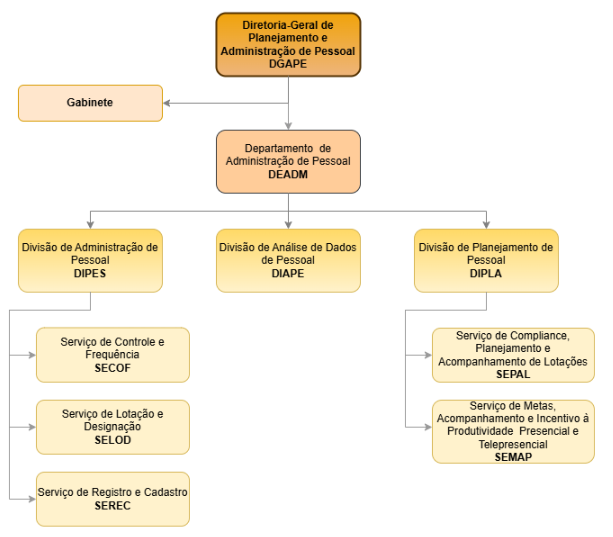 Diretoria-Geral de
Planejamento e
Administração de Pessoal
DGAPE
Gabinete
Departamento de
Administração de Pessoal
DEADM
Divisão de Administração de
Pessoal
DIPES
Divisão de Análise de Dados
de Pessoal
DIAPE
Divisão de Planejamento de
Pessoal
DIPLA
Serviço de Controle e
Frequência
SECOF
Serviço de Lotação e
Designação
SELOD
Serviço de Registro e Cadastro
SEREC
Serviço de Compliance,
Planejamento e
Acompanhamento de Lotações
SEPAL
Serviço de Metas,
Acompanhamento e Incentivo á
Produtividade Presencial e
Telepresencial
SEMAP